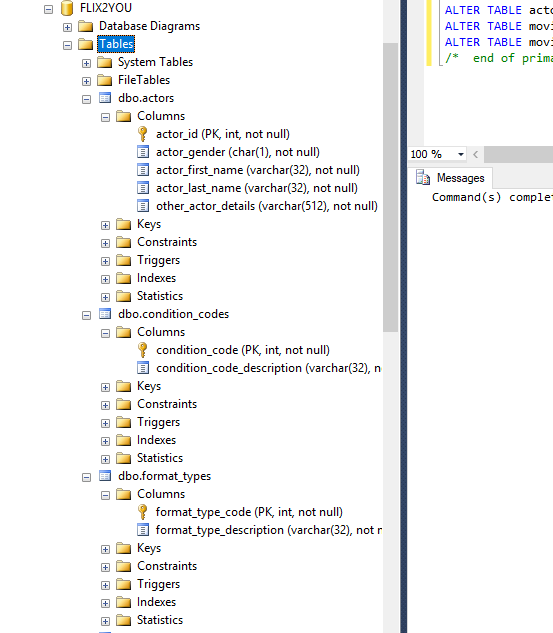 FLIX2YOU
Database Diagrams
Tables
System Tables
FileTables
dbo.actors
Columns
actor_id (PK, int, not null)
actor_gender (char(1), not null)
actor_first_name (varchar(32), not null)
actor_last_name (varchar(32), not null)
other_actor_details (varchar(512), not null)
Keys
Constraints
Triggers
Indexes
Statistics
dbo.condition_codes
Columns
condition_code (PK, int, not null)
condition_code_description (varchar(32), n
Keys
Constraints
Triggers
Indexes
Statistics
dbo.format_types
Columns
format_type_code (PK, int, not null)
format_type_description (varchar(32), not n
Keys
Constraints
Triggers
Indexes
Statistics
ALTER TABLE acto
ALTER TABLE movi
ALTER TABLE movi
/*  end of prima
100 %
Messages
Command(s) complet